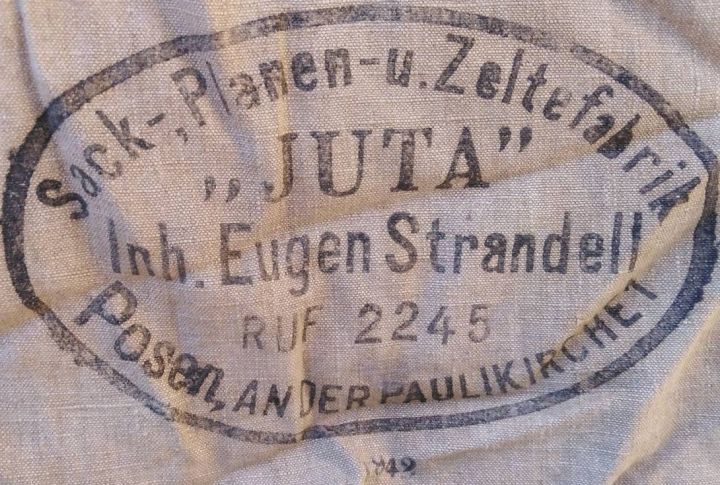 Sack-, Planen- u. Zeltefabrik
„JUTA”
Inh. Eugen Strandell
RUF 2245
Posen, AN DER PAULIKIRCHE 1